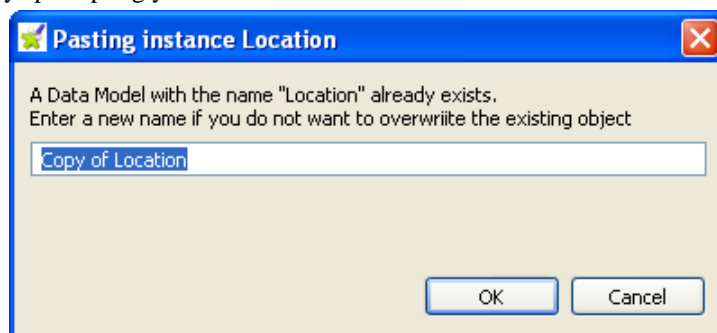 Pasting instance Location
A Data Model with the name "Location" already exists.
Enter a new name if you do not want to overwriite the existing object
Copy of Location
OK Cancel